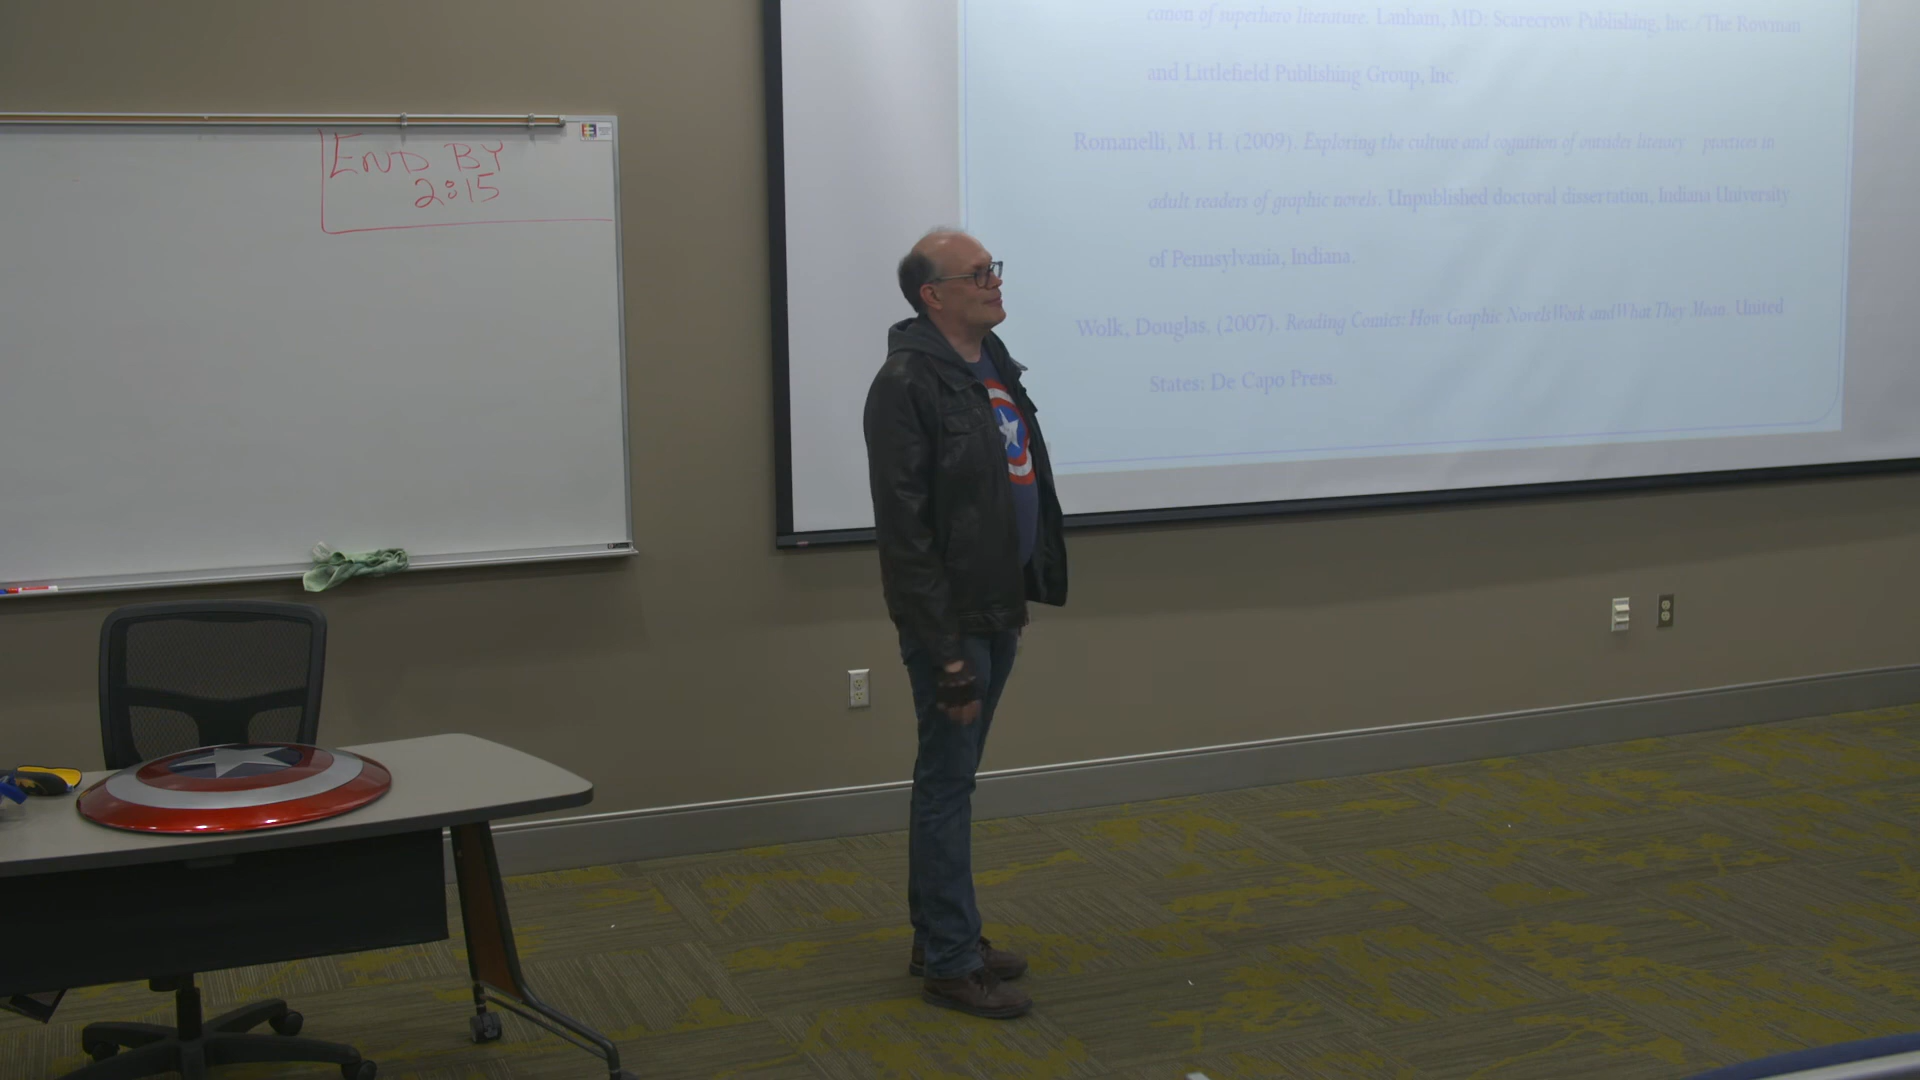 END BY
2:15
canon of superhero literature. Lanham, MD: Scarecrow Publishing, Inc./The Rowman
and Littlefield Publishing Group, Inc.
Romanelli, M. H. (2009). Exploring the culture and cognition of outsider literacy practices in
adult readers of graphic novels. Unpublished doctoral dissertation, Indiana University
of Pennsylvania, Indiana.
Wolk, Douglas. (2007). Reading Comics: How Graphic Novels Work and What They Mean. United
States: De Capo Press.